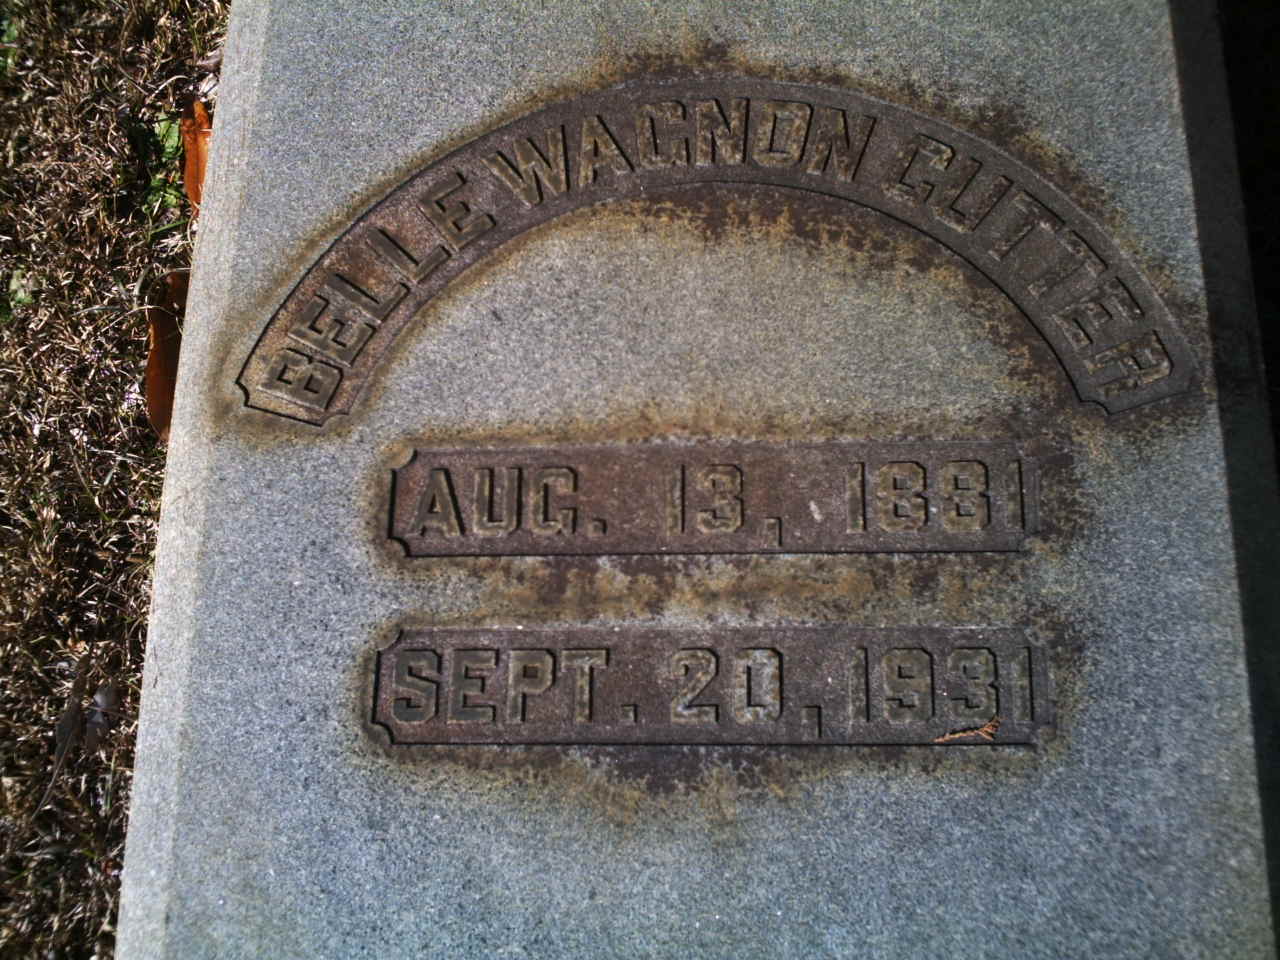 BELLE WAGNON CUTTER
AUG. 13, 1881
SEPT. 20, 1931